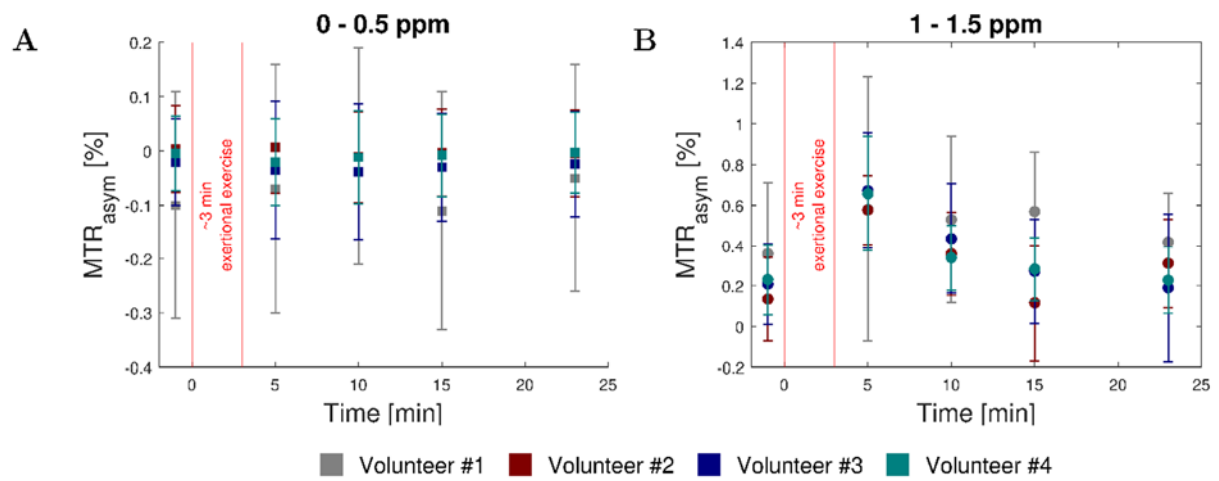 A
0 - 0.5 ppm
0.2
0.1
0
-0.1
-0.2
-0.3
-0.4
MTRasym [%]
~3 min
exertional exercise
0
5
10
15
20
25
Time [min]
B
1 - 1.5 ppm
1.4
1.2
1
0.8
0.6
0.4
0.2
0
-0.2
MTRasym [%]
~3 min
exertional exercise
0
5
10
15
20
25
Time [min]
Volunteer #1
Volunteer #2
Volunteer #3
Volunteer #4